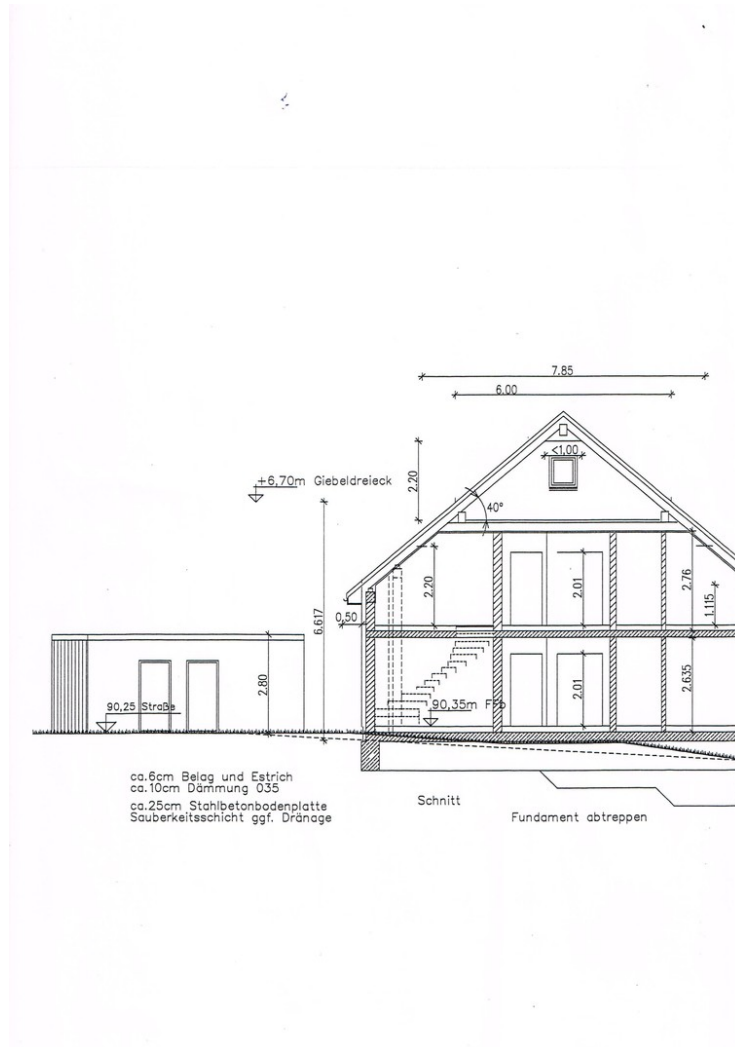 7.85
6.00
<1,00
+6,70m Giebeldreieck
2.20
40°
2.20
2.01
2.76
1.115
0,50
6,617
2.80
90,25 Straße
90,35m FFb
2.01
2,635
ca.6cm Belag und Estrich
ca.10cm Dämmung 035
ca.25cm Stahlbetonbodenplatte
Sauberkeitsschicht ggf. Dränage
Schnitt
Fundament abtreppen